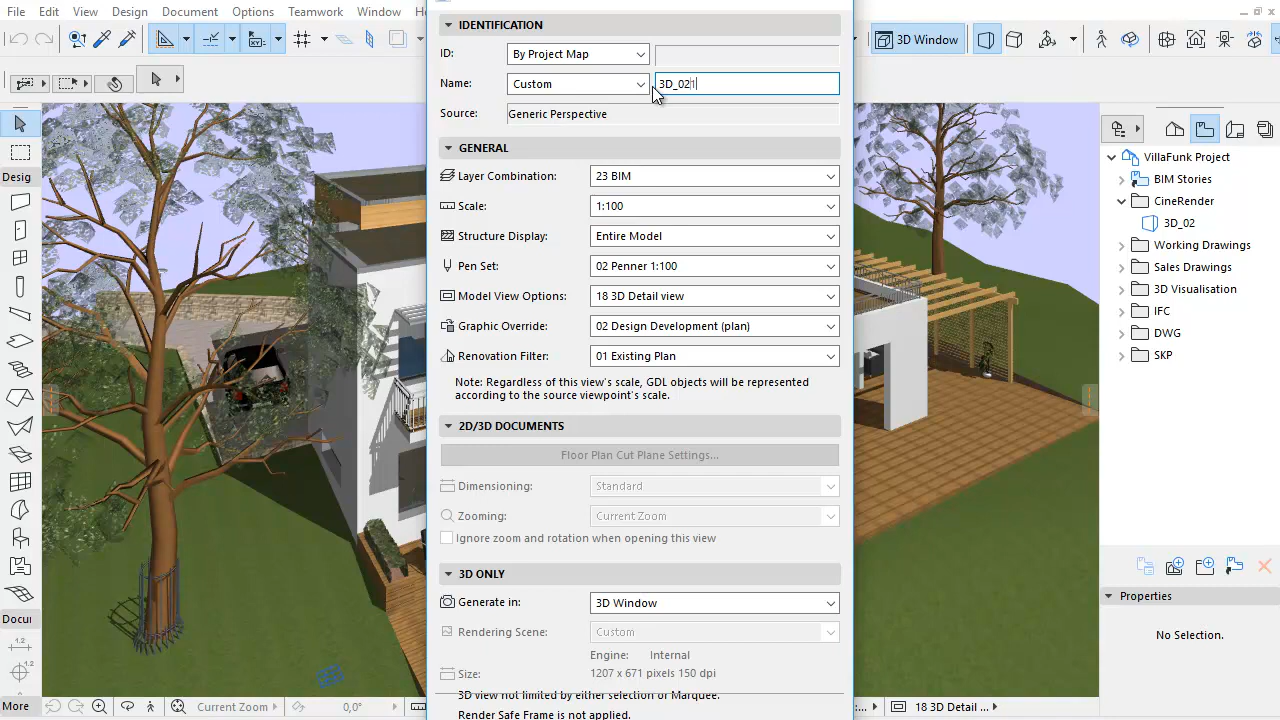 File Edit View Design Document Options Teamwork Window
3D Window
IDENTIFICATION
ID: By Project Map
Name: Custom 3D_021
Source: Generic Perspective
GENERAL
Layer Combination: 23 BIM
Scale: 1:100
Structure Display: Entire Model
Pen Set: 02 Penner 1:100
Model View Options: 18 3D Detail view
Graphic Override: 02 Design Development (plan)
Renovation Filter: 01 Existing Plan
Note: Regardless of this view's scale, GDL objects will be represented
according to the source viewpoint's scale.
2D/3D DOCUMENTS
Floor Plan Cut Plane Settings...
Dimensioning: Standard
Zooming: Current Zoom
Ignore zoom and rotation when opening this view
3D ONLY
Generate in: 3D Window
Rendering Scene: Custom
Engine: Internal
Size: 1207 x 671 pixels 150 dpi
3D view not limited by either selection or Marquee.
Render Safe Frame is not applied.
Desig
Docui
1.2
1.2
More
Current Zoom
0,0°
18 3D Detail ...
VillaFunk Project
BIM Stories
CineRender
3D_02
Working Drawings
Sales Drawings
3D Visualisation
IFC
DWG
SKP
Properties
No Selection.